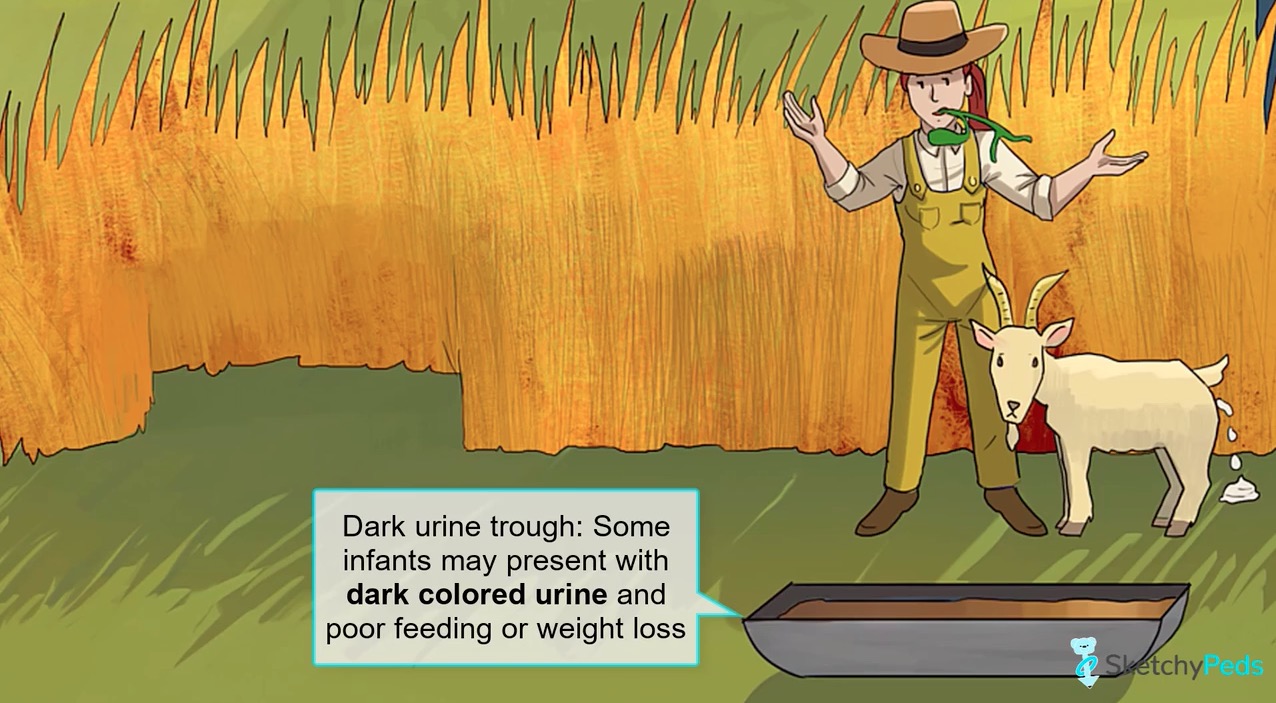 Dark urine trough: Some
infants may present with
dark colored urine and
poor feeding or weight loss
SketchyPeds